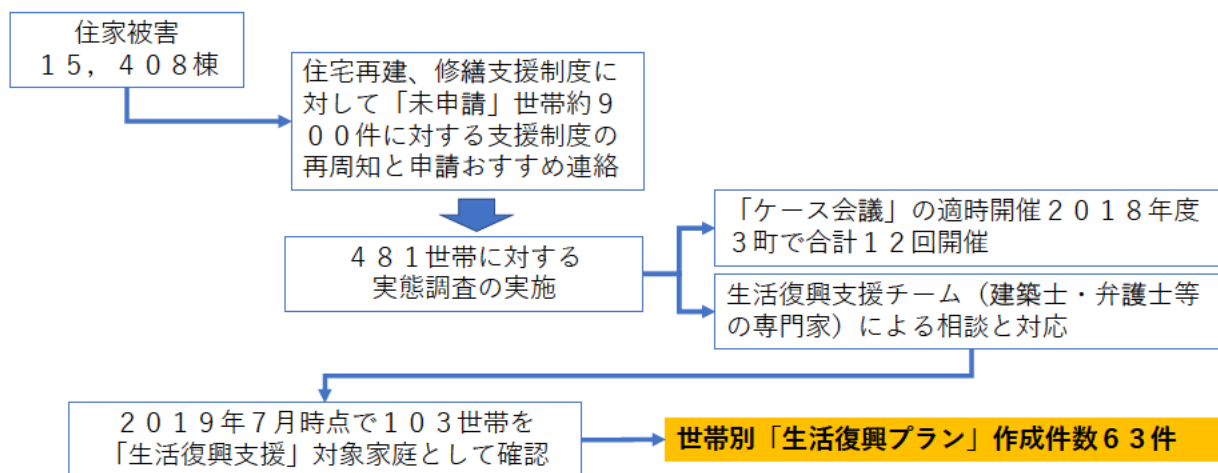 住家被害
１５，４０８棟
住宅再建、修繕支援制度に
対して「未申請」世帯約９
００件に対する支援制度の
再周知と申請おすすめ連絡
４８１世帯に対する
実態調査の実施
「ケース会議」の適時開催２０１８年度
３町で合計１２回開催
生活復興支援チーム（建築士・弁護士等
の専門家）による相談と対応
２０１９年７月時点で１０３世帯を
「生活復興支援」対象家庭として確認
世帯別「生活復興プラン」作成件数６３件